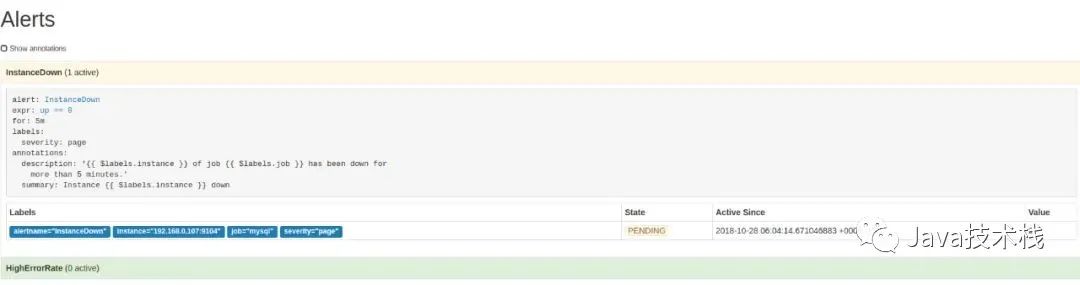 Alerts
Show annotations
InstanceDown (1 active)
alert: InstanceDown
expr: up == 0
for: 5m
labels:
severity: page
annotations:
description: '{{ $labels.instance }} of job {{ $labels.job }} has been down for
more than 5 minutes.'
summary: Instance {{ $labels.instance }} down
Labels State Active Since Value
alertname="InstanceDown" instance="192.168.0.107:9104" job="mysql" severity="page" PENDING 2018-10-28 06:04:14.671046883 +000
Java技术栈
HighErrorRate (0 active)